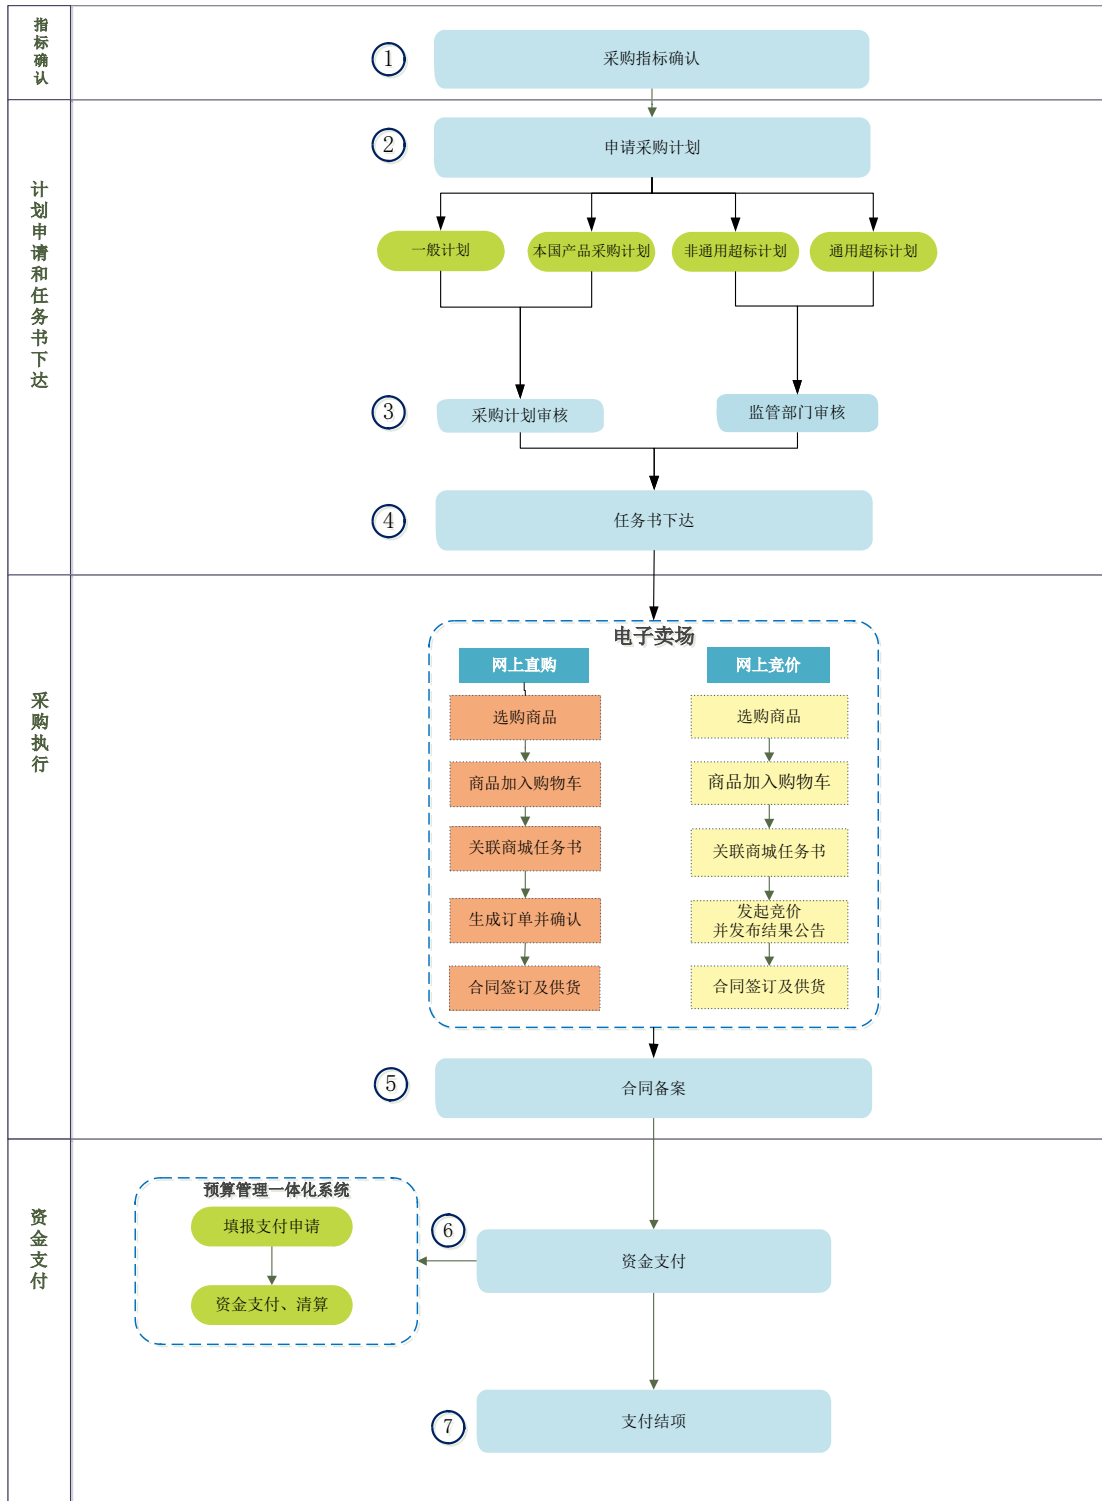 指标确认
① 采购指标确认
计划申请和任务书下达
② 申请采购计划
一般计划 本国产品采购计划 非通用超标计划 通用超标计划
③ 采购计划审核 监管部门审核
④ 任务书下达
采购执行
电子卖场
网上直购 网上竞价
选购商品 选购商品
商品加入购物车 商品加入购物车
关联商城任务书 关联商城任务书
生成订单并确认 发起竞价
并发布结果公告
合同签订及供货 合同签订及供货
⑤ 合同备案
资金支付
预算管理一体化系统
填报支付申请
资金支付、清算
⑥ 资金支付
⑦ 支付结项